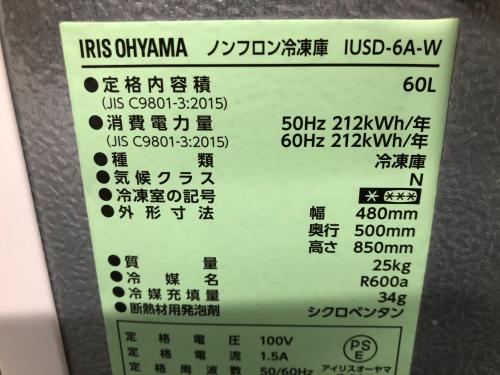 IRIS OHYAMA ノンフロン冷凍庫 IUSD-6A-W
●定格内容積 60L
(JIS C9801-3:2015)
●消費電力量 50Hz 212kWh/年
(JIS C9801-3:2015) 60Hz 212kWh/年
●種類 冷凍庫
●気候クラス N
●冷凍室の記号 * ***
●外形寸法 幅 480mm
奥行 500mm
高さ 850mm
●質量 25kg
●冷媒名 R600a
●冷媒充填量 34g
●断熱材用発泡剤 シクロペンタン
定格電圧 100V
定格電流 1.5A
定格周波数 50/60Hz
PS
E
アイリスオーヤマ